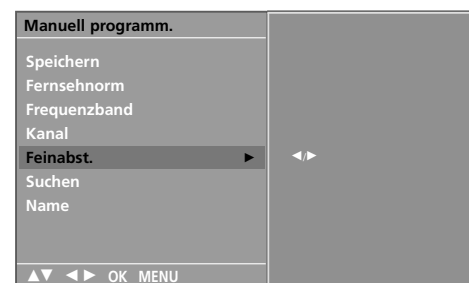 Manuell programm.
Speichern
Fernsehnorm
Frequenzband
Kanal
Feinabst. ► ◄/►
Suchen
Name
▲▼ ◄► OK MENU